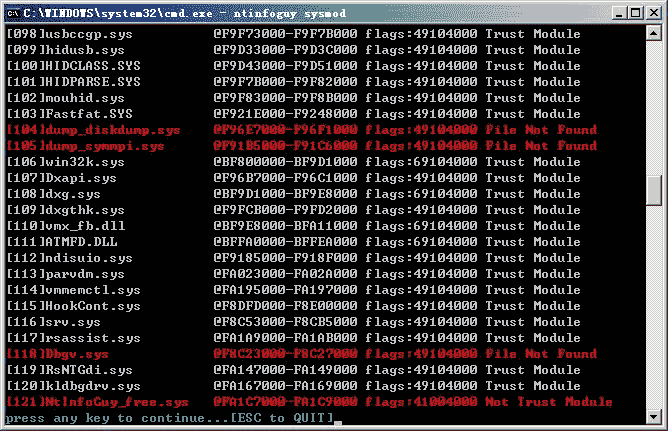 C:\WINDOWS\system32\cmd.exe - ntinfoguy sysmod
[098]usbccgp.sys @F9F73000-F9F7B000 flags:49104000 Trust Module
[099]hidusb.sys @F9D33000-F9D3C000 flags:49104000 Trust Module
[100]HIDCLASS.SYS @F9D43000-F9D51000 flags:49104000 Trust Module
[101]HIDPARSE.SYS @F9F7B000-F9F82000 flags:49104000 Trust Module
[102]mouhid.sys @F9F83000-F9F8B000 flags:49104000 Trust Module
[103]Fastfat.SYS @F921E000-F9248000 flags:49104000 Trust Module
[104]dump_diskdump.sys @F96E7000-F96F1000 flags:49104000 File Not Found
[105]dump_symmpi.sys @F91B5000-F91C6000 flags:49104000 File Not Found
[106]win32k.sys @BF800000-BF9D1000 flags:69104000 Trust Module
[107]Dxapi.sys @F96B7000-F96C1000 flags:49104000 Trust Module
[108]dxg.sys @BF9D1000-BF9E8000 flags:69104000 Trust Module
[109]dxgthk.sys @F9FCB000-F9FD2000 flags:49104000 Trust Module
[110]vmx_fb.dll @BF9E8000-BFA11000 flags:69104000 Trust Module
[111]ATMFD.DLL @BFFA0000-BFFEA000 flags:69104000 Trust Module
[112]ndisuio.sys @F9185000-F918F000 flags:49104000 Trust Module
[113]parvdm.sys @FA023000-FA02A000 flags:49104000 Trust Module
[114]vmmemctl.sys @FA195000-FA197000 flags:49104000 Trust Module
[115]HookCont.sys @F8DFD000-F8E00000 flags:49104000 Trust Module
[116]srv.sys @F8C53000-F8CB5000 flags:49104000 Trust Module
[117]rsassist.sys @FA1A9000-FA1AB000 flags:49104000 Trust Module
[118]Dbgv.sys @F8C23000-F8C27000 flags:49104000 File Not Found
[119]RsNTGdi.sys @FA147000-FA149000 flags:49104000 Trust Module
[120]kldbgdrv.sys @FA167000-FA169000 flags:49104000 Trust Module
[121]NtInfoGuy_free.sys @FA1C7000-FA1C9000 flags:41004000 Not Trust Module
press any key to continue...[ESC to QUIT]